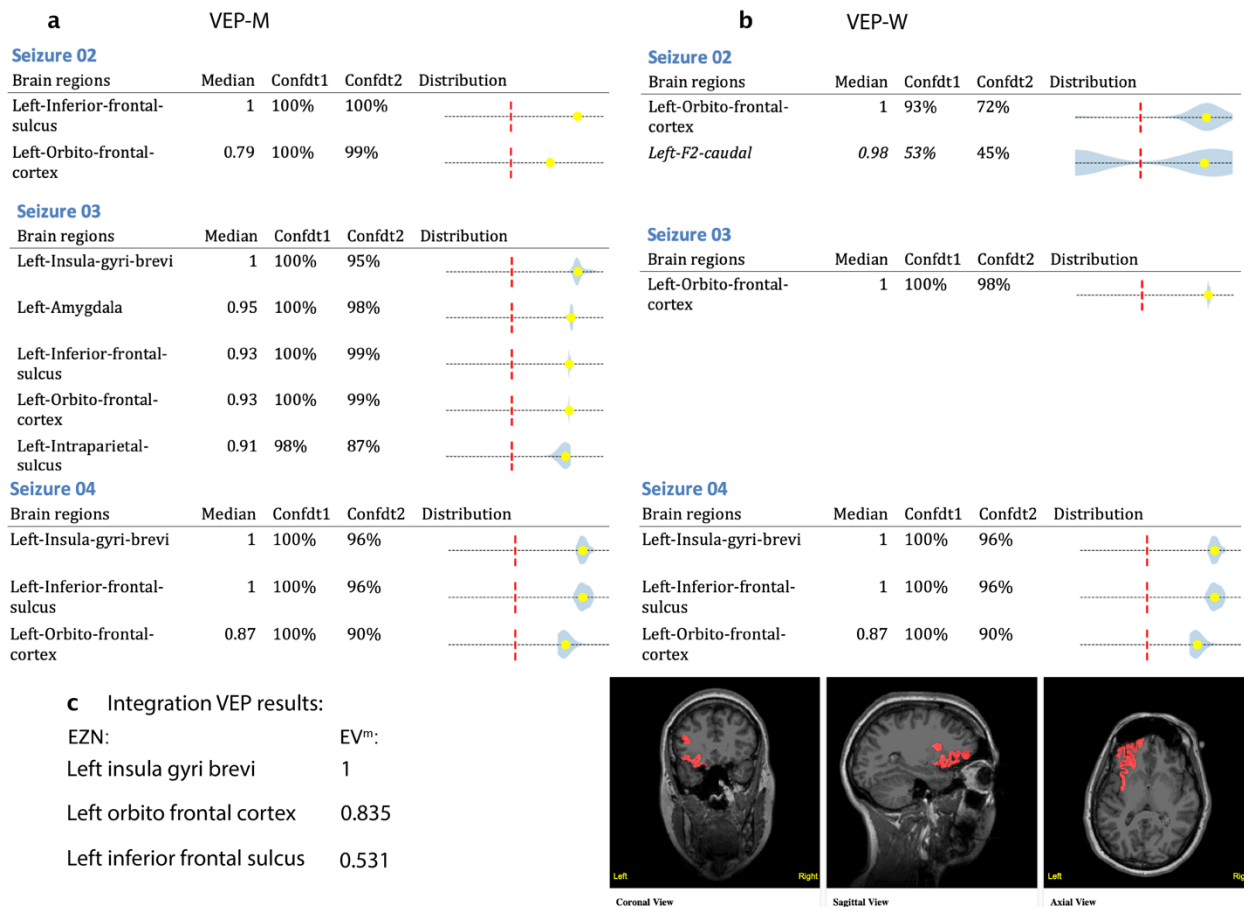 a VEP-M
Seizure 02
Brain regions Median Confdt1 Confdt2 Distribution
Left-Inferior-frontal- 1 100% 100%
sulcus
Left-Orbito-frontal- 0.79 100% 99%
cortex
Seizure 03
Brain regions Median Confdt1 Confdt2 Distribution
Left-Insula-gyri-brevi 1 100% 95%
Left-Amygdala 0.95 100% 98%
Left-Inferior-frontal- 0.93 100% 99%
sulcus
Left-Orbito-frontal- 0.93 100% 99%
cortex
Left-Intraparietal- 0.91 98% 87%
sulcus
Seizure 04
Brain regions Median Confdt1 Confdt2 Distribution
Left-Insula-gyri-brevi 1 100% 96%
Left-Inferior-frontal- 1 100% 96%
sulcus
Left-Orbito-frontal- 0.87 100% 90%
cortex
b VEP-W
Seizure 02
Brain regions Median Confdt1 Confdt2 Distribution
Left-Orbito-frontal- 1 93% 72%
cortex
Left-F2-caudal 0.98 53% 45%
Seizure 03
Brain regions Median Confdt1 Confdt2 Distribution
Left-Orbito-frontal- 1 100% 98%
cortex
Seizure 04
Brain regions Median Confdt1 Confdt2 Distribution
Left-Insula-gyri-brevi 1 100% 96%
Left-Inferior-frontal- 1 100% 96%
sulcus
Left-Orbito-frontal- 0.87 100% 90%
cortex
c Integration VEP results:
EZN: EVᵐ:
Left insula gyri brevi 1
Left orbito frontal cortex 0.835
Left inferior frontal sulcus 0.531
Left Right
Coronal View
Left Right
Sagittal View
Left Rig
Axial View